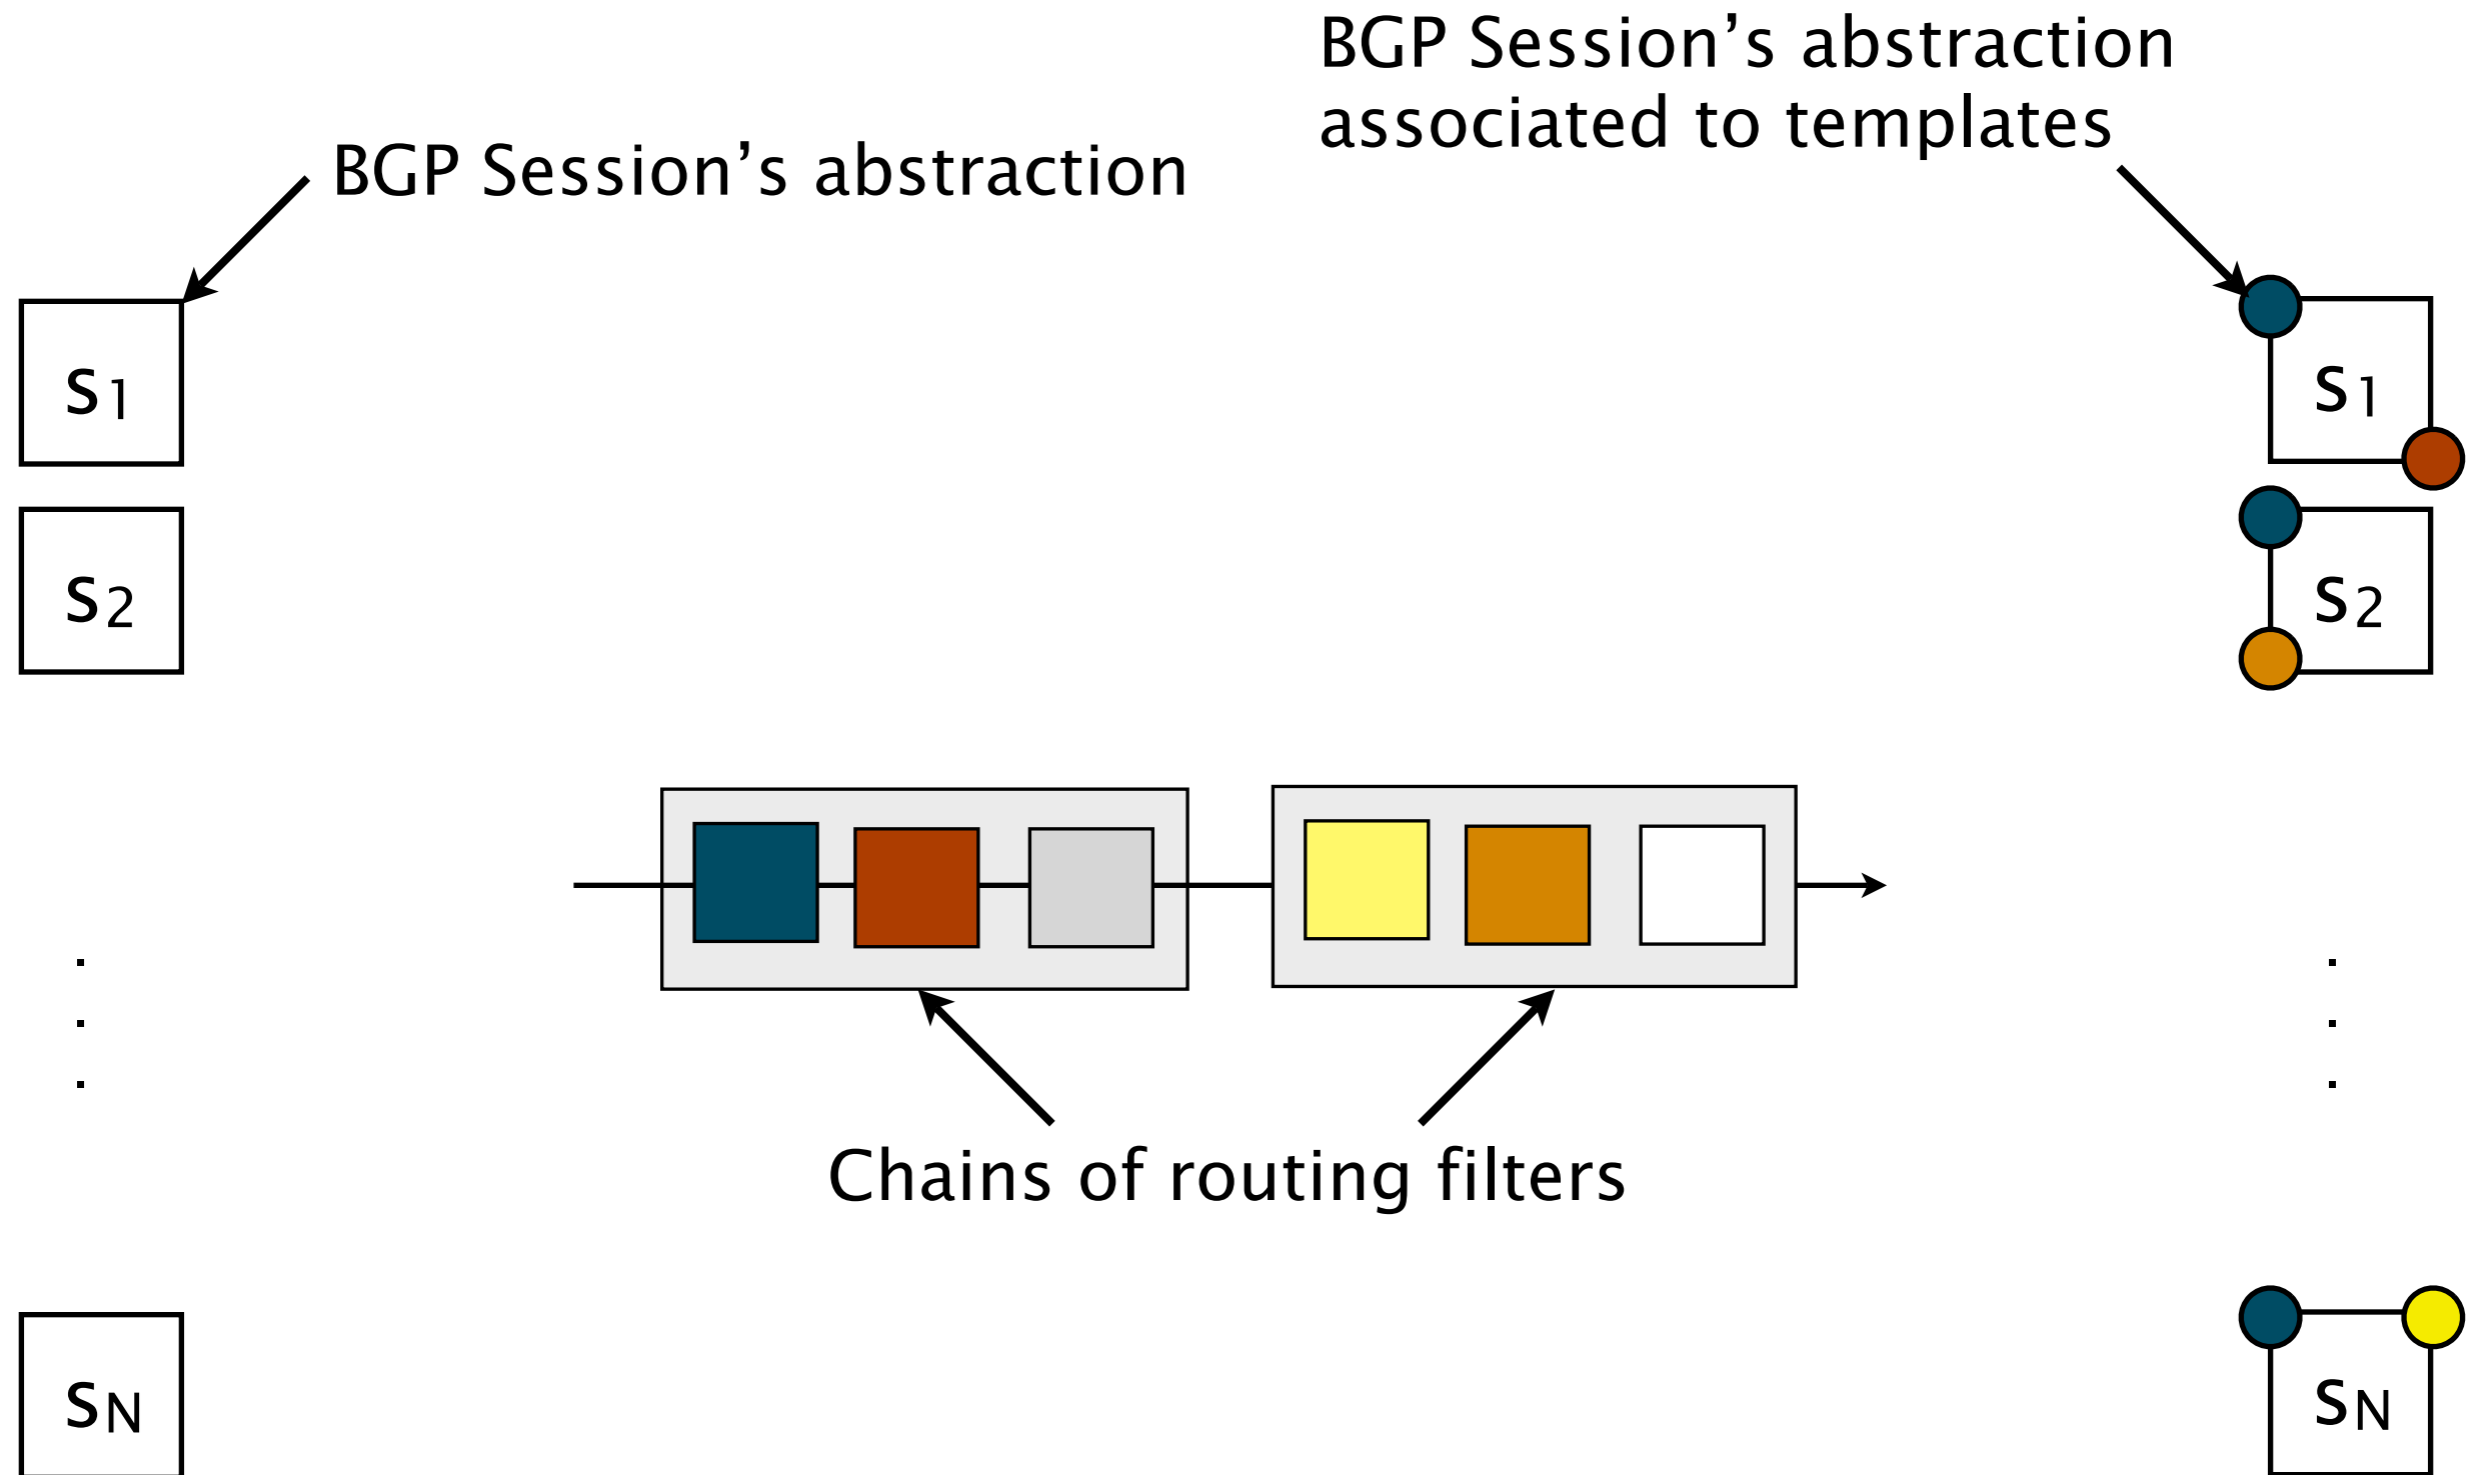 BGP Session’s abstraction
associated to templates
BGP Session’s abstraction
s1
s1
s2
s2
.
.
.
.
.
.
Chains of routing filters
sN
sN